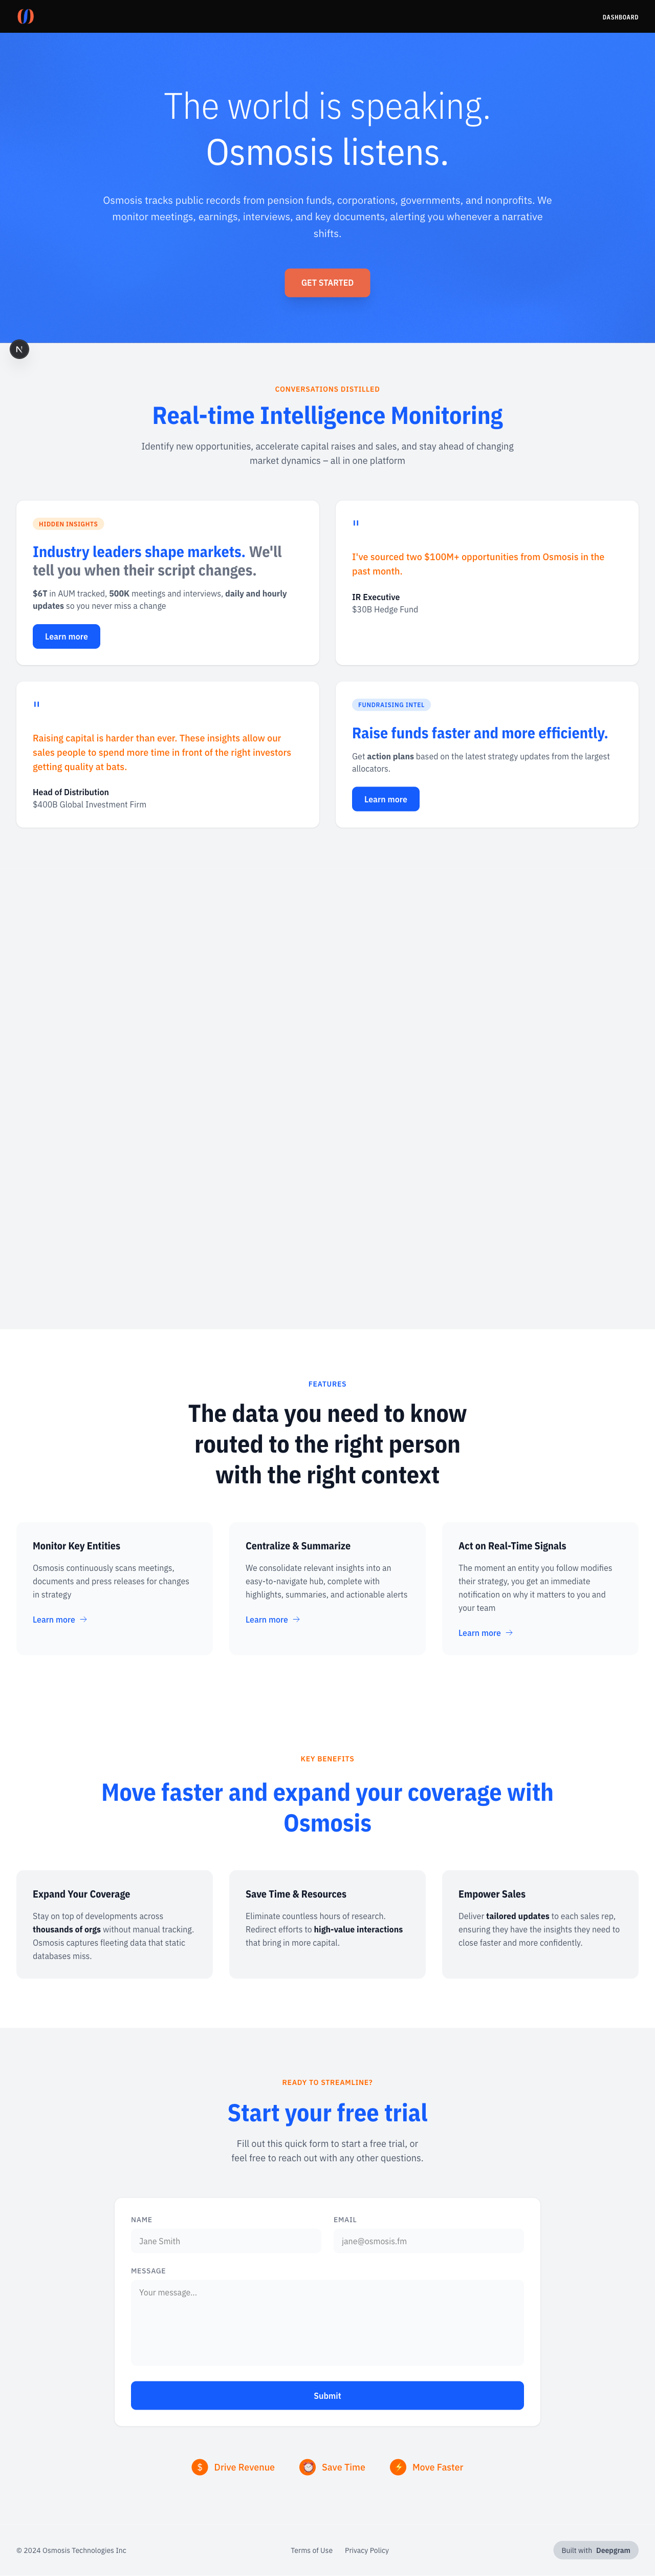 DASHBOARD
The world is speaking.
Osmosis listens.
Osmosis tracks public records from pension funds, corporations, governments, and nonprofits. We
monitor meetings, earnings, interviews, and key documents, alerting you whenever a narrative
shifts.
GET STARTED
N
CONVERSATIONS DISTILLED
Real-time Intelligence Monitoring
Identify new opportunities, accelerate capital raises and sales, and stay ahead of changing
market dynamics – all in one platform
HIDDEN INSIGHTS
Industry leaders shape markets. We'll
tell you when their script changes.
$6T in AUM tracked, 500K meetings and interviews, daily and hourly
updates so you never miss a change
Learn more
"
I've sourced two $100M+ opportunities from Osmosis in the
past month.
IR Executive
$30B Hedge Fund
"
Raising capital is harder than ever. These insights allow our
sales people to spend more time in front of the right investors
getting quality at bats.
Head of Distribution
$400B Global Investment Firm
FUNDRAISING INTEL
Raise funds faster and more efficiently.
Get action plans based on the latest strategy updates from the largest
allocators.
Learn more
FEATURES
The data you need to know
routed to the right person
with the right context
Monitor Key Entities
Osmosis continuously scans meetings,
documents and press releases for changes
in strategy
Learn more →
Centralize & Summarize
We consolidate relevant insights into an
easy-to-navigate hub, complete with
highlights, summaries, and actionable alerts
Learn more →
Act on Real-Time Signals
The moment an entity you follow modifies
their strategy, you get an immediate
notification on why it matters to you and
your team
Learn more →
KEY BENEFITS
Move faster and expand your coverage with
Osmosis
Expand Your Coverage
Stay on top of developments across
thousands of orgs without manual tracking.
Osmosis captures fleeting data that static
databases miss.
Save Time & Resources
Eliminate countless hours of research.
Redirect efforts to high-value interactions
that bring in more capital.
Empower Sales
Deliver tailored updates to each sales rep,
ensuring they have the insights they need to
close faster and more confidently.
READY TO STREAMLINE?
Start your free trial
Fill out this quick form to start a free trial, or
feel free to reach out with any other questions.
NAME
Jane Smith
EMAIL
jane@osmosis.fm
MESSAGE
Your message...
Submit
$ Drive Revenue
Save Time
Move Faster
© 2024 Osmosis Technologies Inc
Terms of Use
Privacy Policy
Built with Deepgram